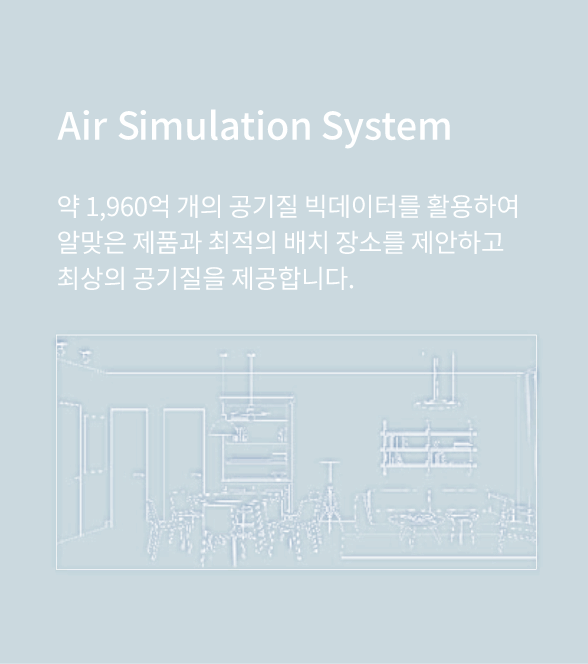 Air Simulation System
약 1,960억 개의 공기질 빅데이터를 활용하여
알맞은 제품과 최적의 배치 장소를 제안하고
최상의 공기질을 제공합니다.